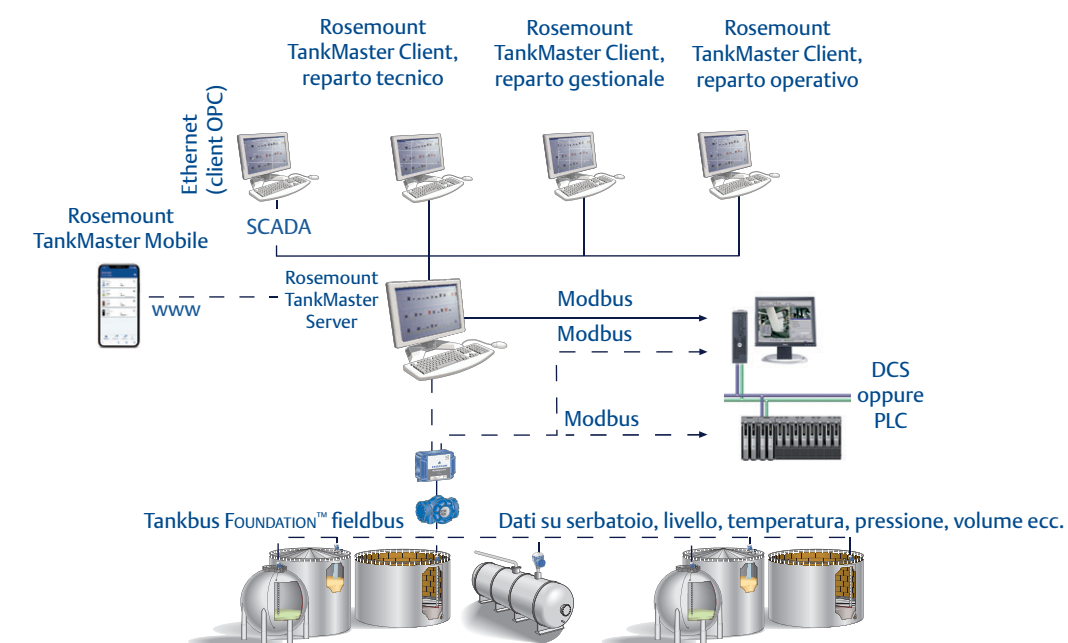 Rosemount
TankMaster Client,
reparto tecnico
Rosemount
TankMaster Client,
reparto gestionale
Rosemount
TankMaster Client,
reparto operativo
Ethernet
(client OPC)
SCADA
Rosemount
TankMaster Mobile
www
Rosemount
TankMaster
Server
Modbus
Modbus
Modbus
DCS
oppure
PLC
Tankbus FOUNDATION™ fieldbus
Dati su serbatoio, livello, temperatura, pressione, volume ecc.